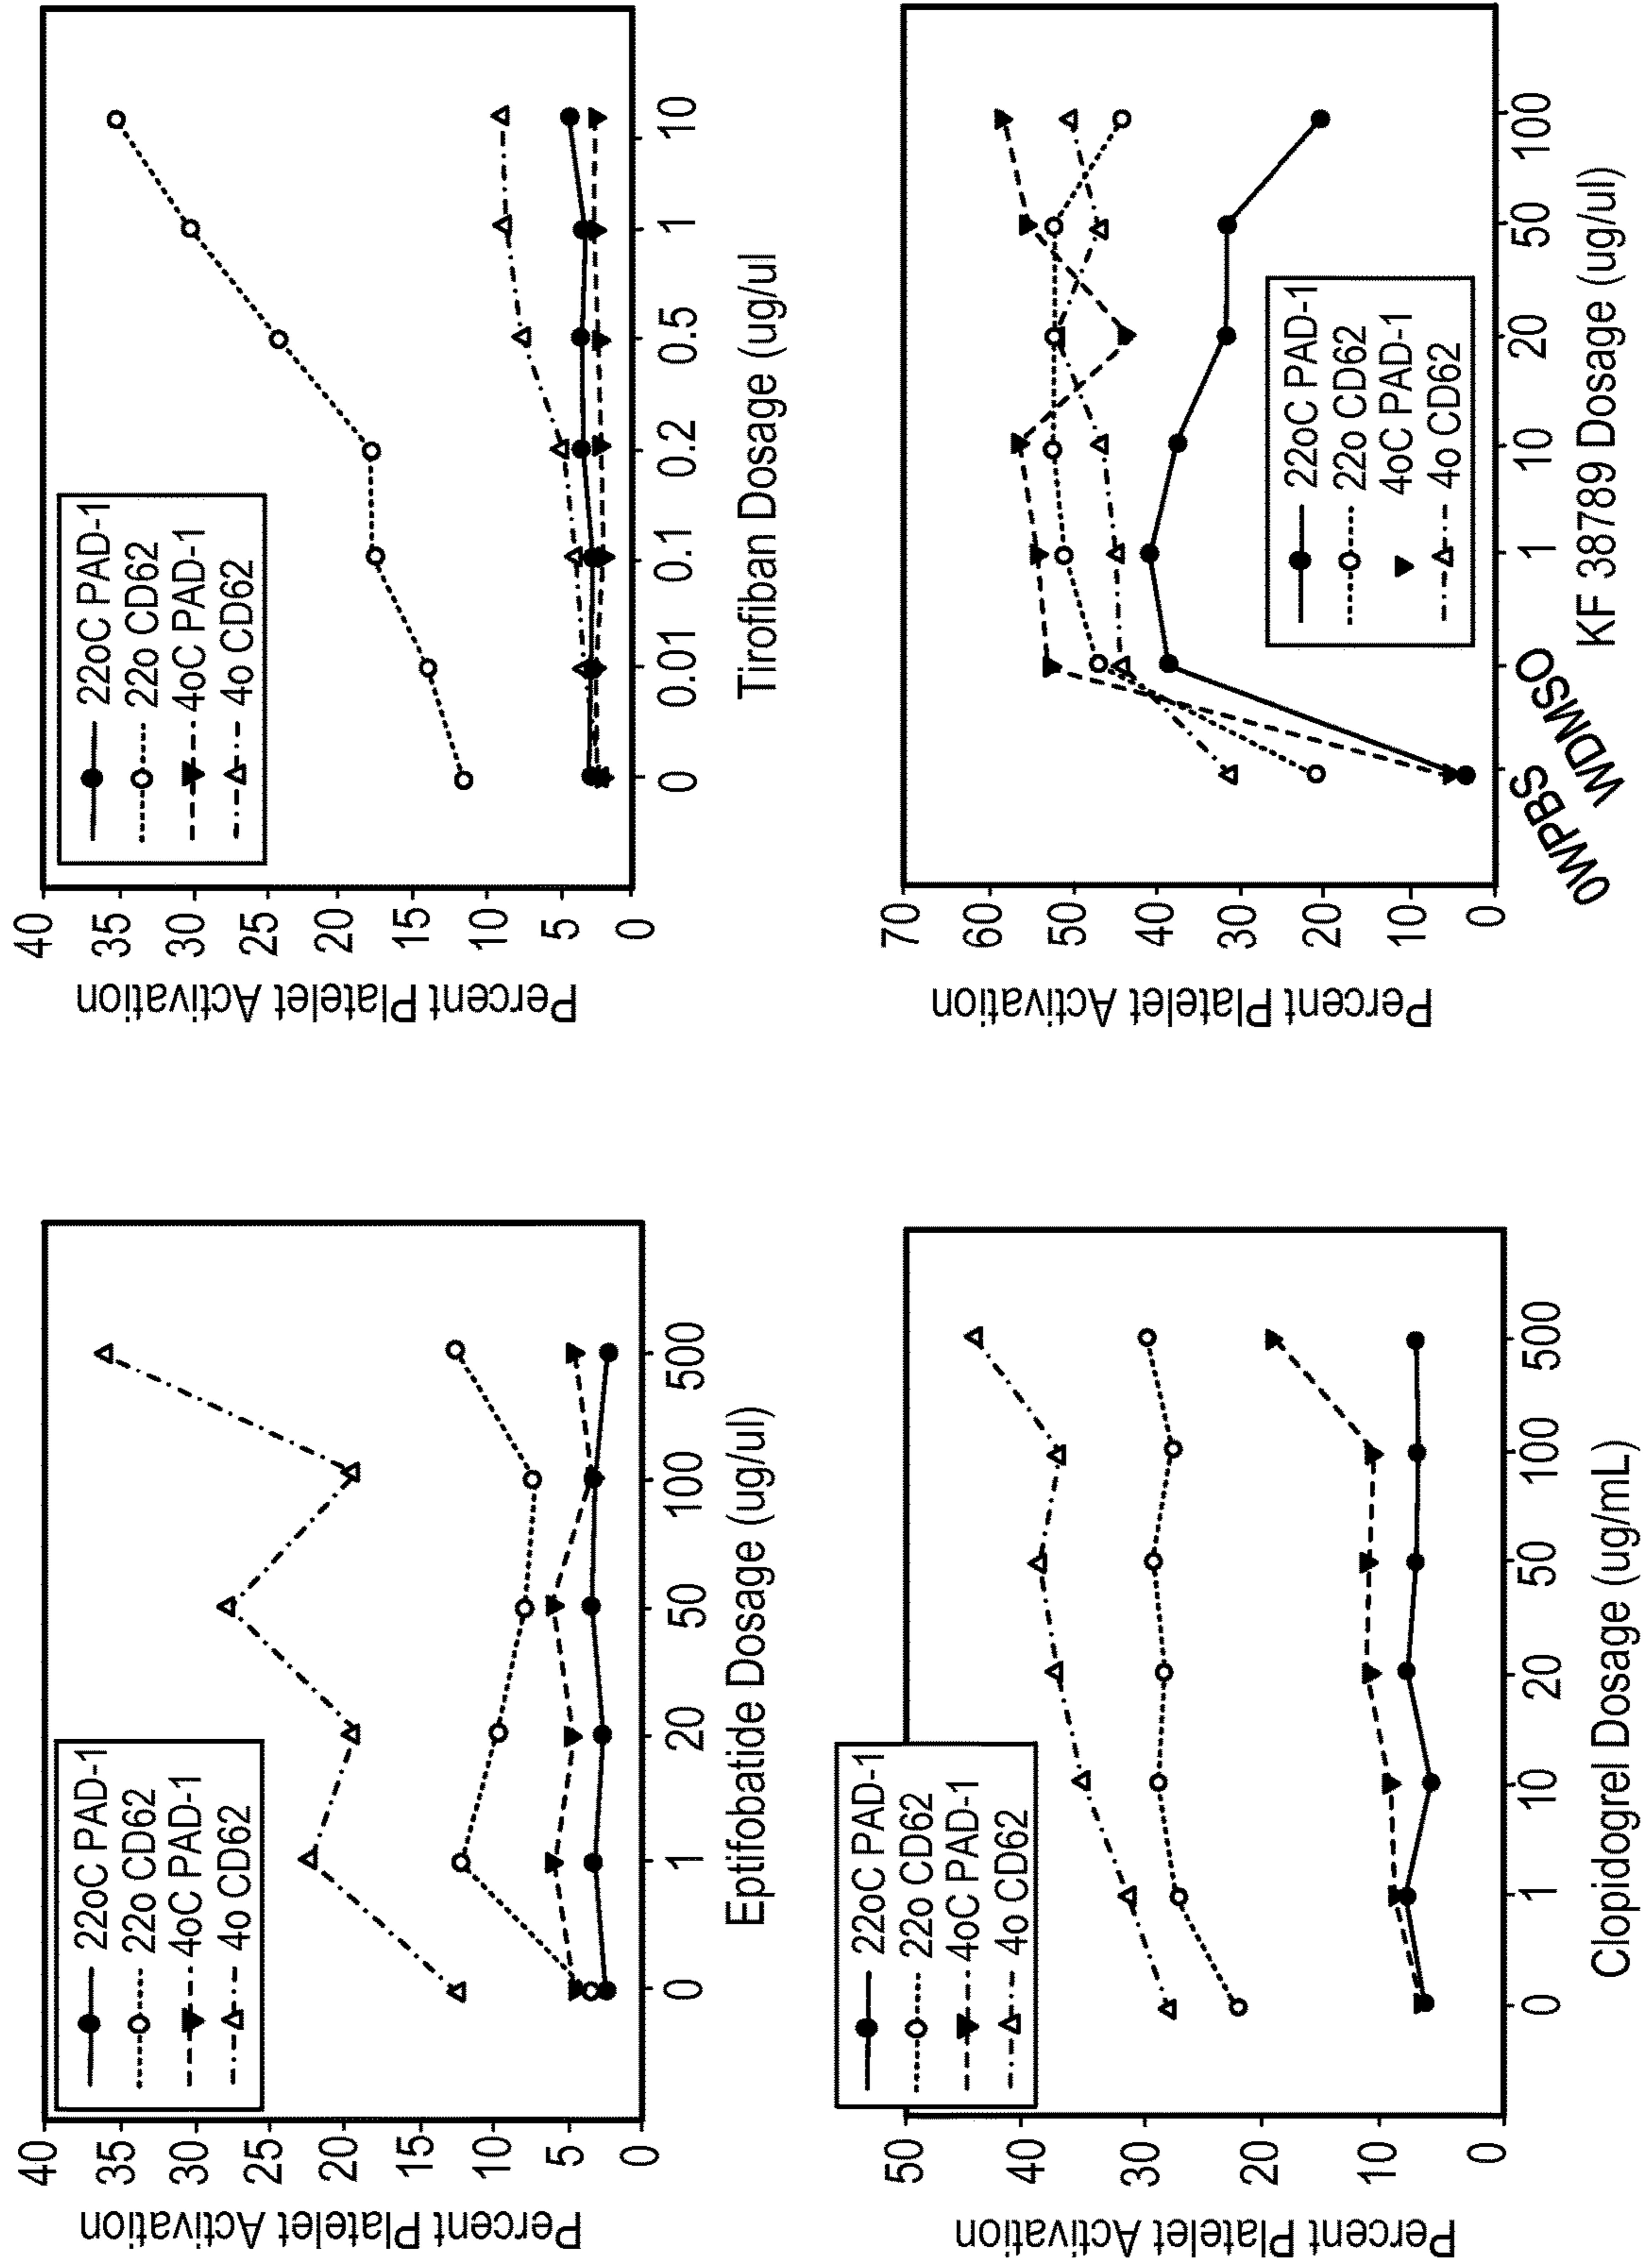 40
35
30
25
20
15
10
5
0
Percent Platelet Activation
22oC PAD-1
22o CD62
4oC PAD-1
4o CD62
0
1
20
50
100
500
Eptifobatide Dosage (ug/ul)
40
35
30
25
20
15
10
5
0
Percent Platelet Activation
22oC PAD-1
22o CD62
4oC PAD-1
4o CD62
0
0.01
0.1
0.2
0.5
1
10
Tirofiban Dosage (ug/ul
50
40
30
20
10
0
Percent Platelet Activation
22oC PAD-1
22o CD62
4oC PAD-1
4o CD62
0
1
10
20
50
100
500
Clopidogrel Dosage (ug/mL)
70
60
50
40
30
20
10
0
Percent Platelet Activation
22oC PAD-1
22o CD62
4oC PAD-1
4o CD62
0WPBS
WDMSO
1
10
20
50
100
KF 38789 Dosage (ug/ul)